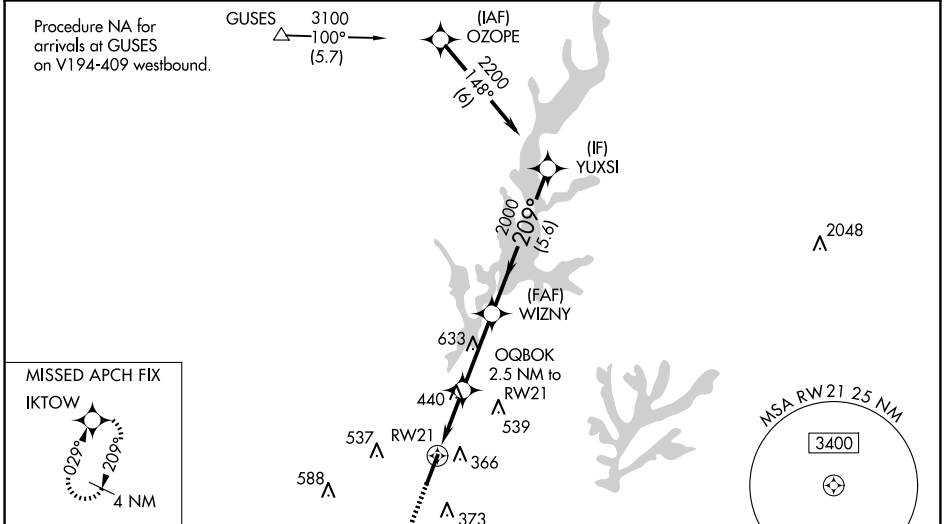 Procedure NA for
arrivals at GUSES
on V194-409 westbound.
GUSES
3100
100°
(5.7)
(IAF)
OZOPE
2200
148°
(6)
(IF)
YUXSI
2000
209°
(5.6)
2048
(FAF)
WIZNY
633
OQBOK
2.5 NM to
RW21
440
539
RW21
537
366
588
373
MISSED APCH FIX
IKTOW
029°
209°
4 NM
MSA RW21 25 NM
3400